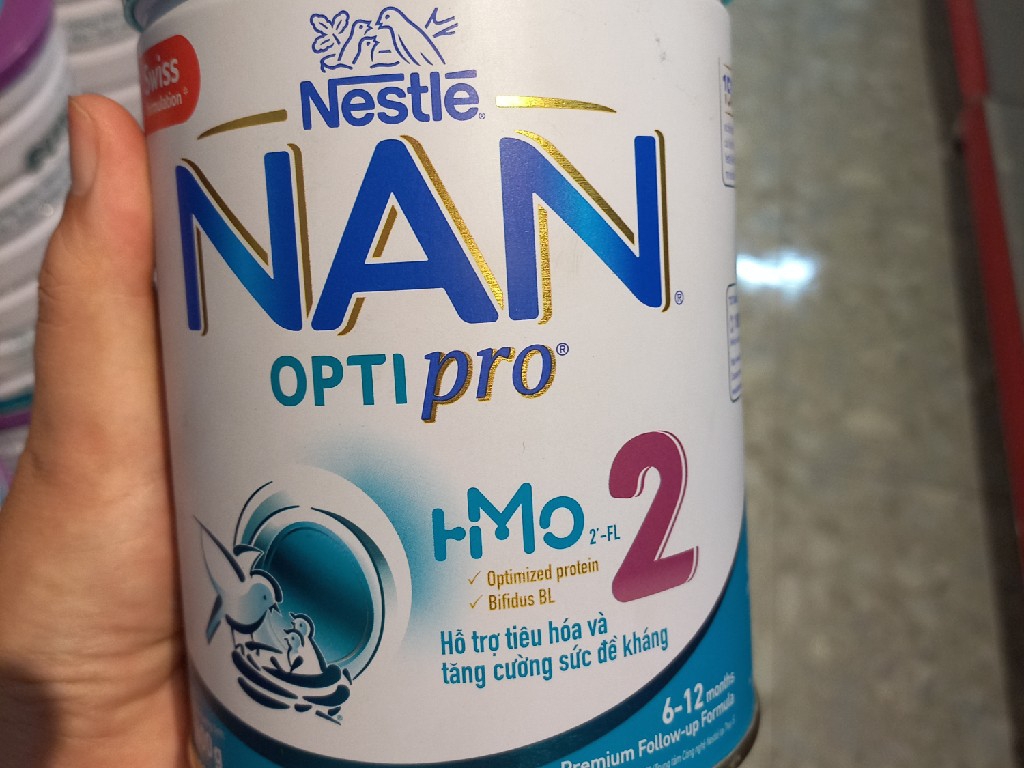 Swiss
Nestlé
NAN
OPTIpro®
HMO 2'-FL
2
✓ Optimized protein
✓ Bifidus BL
Hỗ trợ tiêu hóa và
tăng cường sức đề kháng
6-12 months
Premium Follow-up Formula